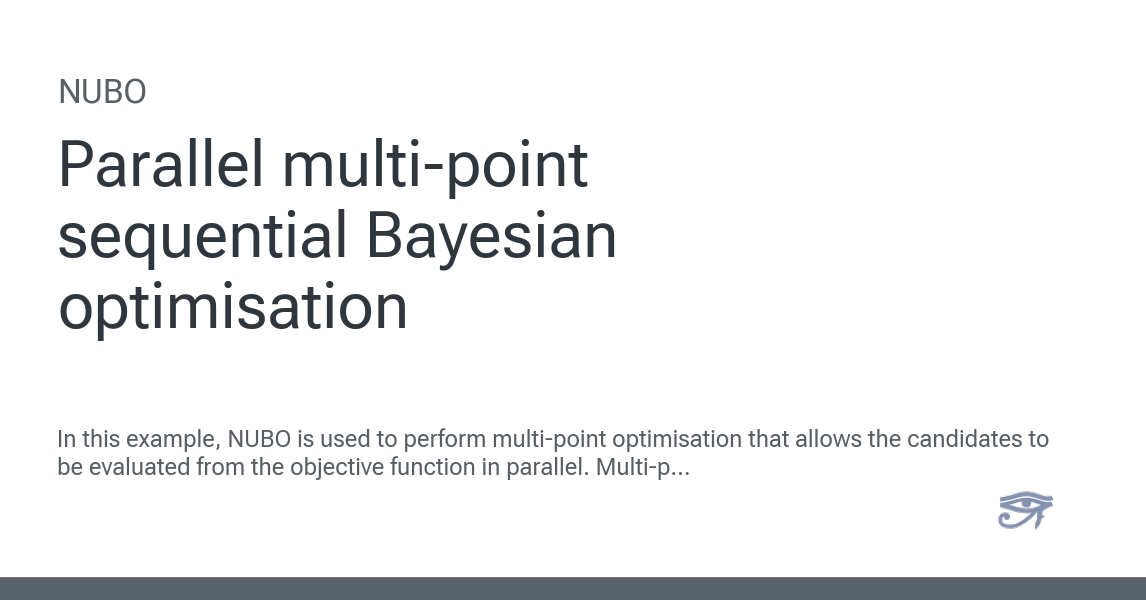 NUBO
Parallel multi-point
sequential Bayesian
optimisation
In this example, NUBO is used to perform multi-point optimisation that allows the candidates to
be evaluated from the objective function in parallel. Multi-p...